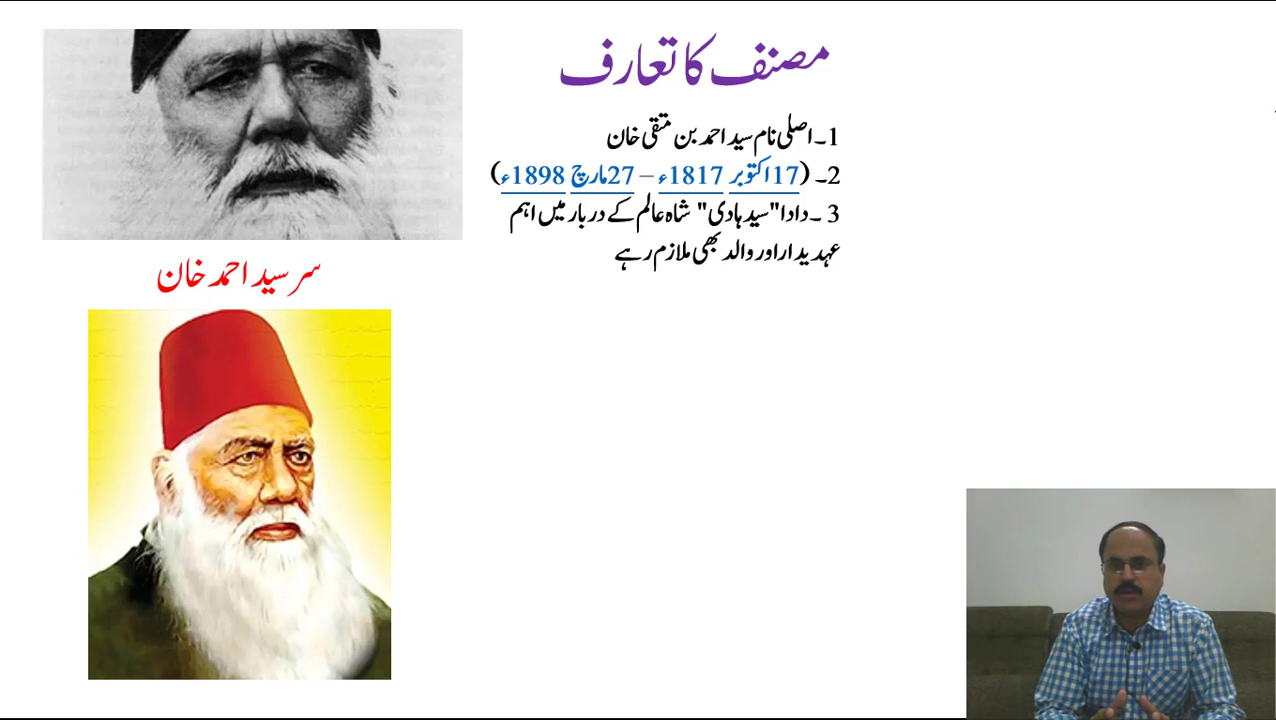 مصنف کا تعارف
1۔ اصلی نام سید احمد بن متقی خان
2۔ (17 اکتوبر 1817ء – 27 مارچ 1898ء)
3 ۔ دادا "سید ہادی" شاہ عالم کے دربار میں اہم
عہدیدار اور والد بھی ملازم رہے
سر سید احمد خان